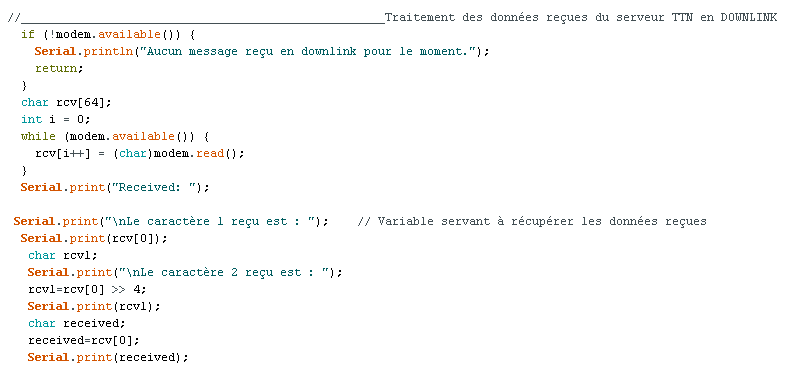 //____________________________________________________Traitement des données reçues du serveur TTN en DOWNLINK
if (!modem.available()) {
Serial.println("Aucun message reçu en downlink pour le moment.");
return;
}
char rcv[64];
int i = 0;
while (modem.available()) {
rcv[i++] = (char)modem.read();
}
Serial.print("Received: ");
Serial.print("\nLe caractère 1 reçu est : ");    // Variable servant à récupérer les données reçues
Serial.print(rcv[0]);
char rcv1;
Serial.print("\nLe caractère 2 reçu est : ");
rcv1=rcv[0] >> 4;
Serial.print(rcv1);
char received;
received=rcv[0];
Serial.print(received);